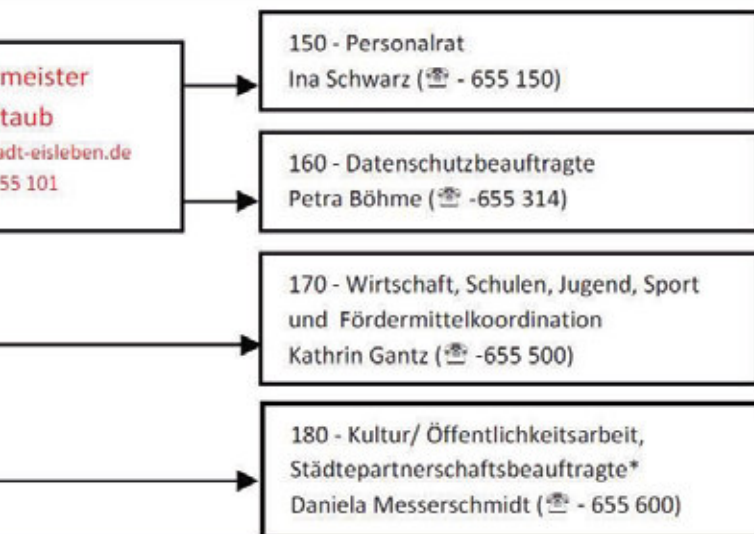 meister
taub
adt-eisleben.de
55 101
150 - Personalrat
Ina Schwarz (☏ - 655 150)
160 - Datenschutzbeauftragte
Petra Böhme (☏ -655 314)
170 - Wirtschaft, Schulen, Jugend, Sport
und Fördermittelkoordination
Kathrin Gantz (☏ -655 500)
180 - Kultur/ Öffentlichkeitsarbeit,
Städtepartnerschaftsbeauftragte*
Daniela Messerschmidt (☏ - 655 600)